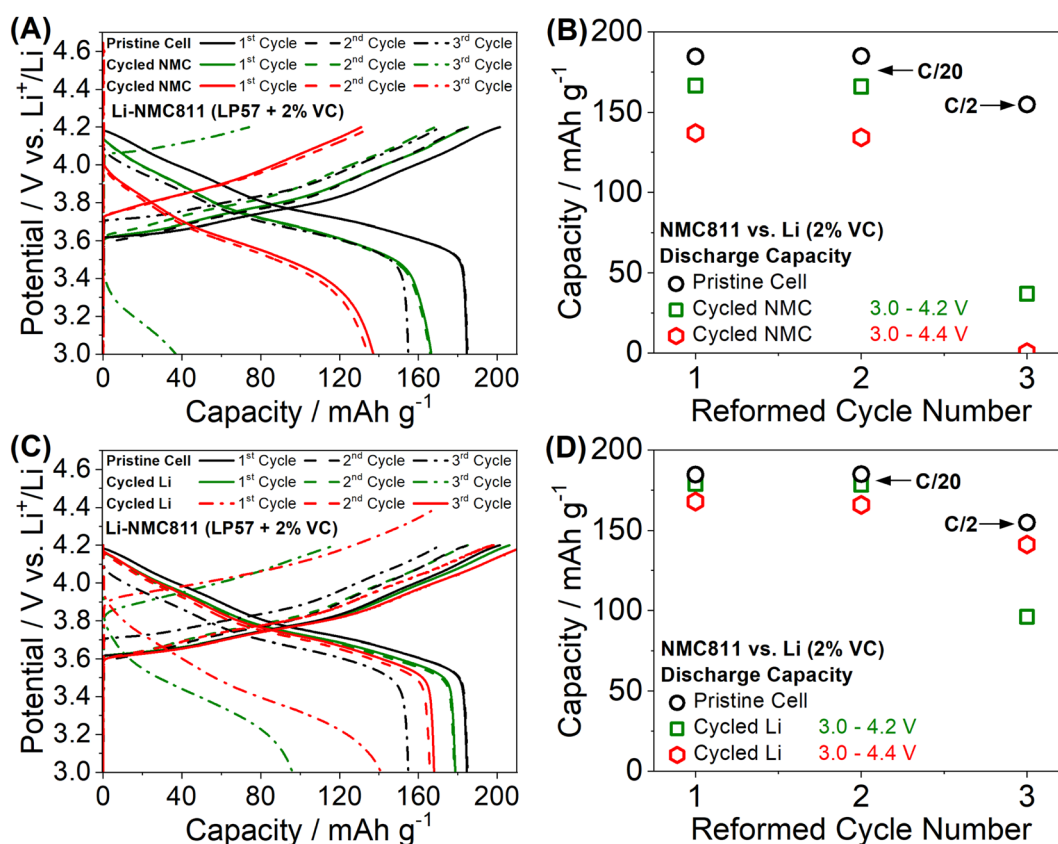 (A)
Pristine Cell 1st Cycle 2nd Cycle 3rd Cycle
Cycled NMC 1st Cycle 2nd Cycle 3rd Cycle
Cycled NMC 1st Cycle 2nd Cycle 3rd Cycle
Li-NMC811 (LP57 + 2% VC)
Potential / V vs. Li⁺/Li
4.6
4.4
4.2
4.0
3.8
3.6
3.4
3.2
3.0
0 40 80 120 160 200
Capacity / mAh g⁻¹
(B)
Capacity / mAh g⁻¹
200
150
100
50
0
C/20
C/2
NMC811 vs. Li (2% VC)
Discharge Capacity
Pristine Cell
Cycled NMC 3.0 - 4.2 V
Cycled NMC 3.0 - 4.4 V
1 2 3
Reformed Cycle Number
(C)
Pristine Cell 1st Cycle 2nd Cycle 3rd Cycle
Cycled Li 1st Cycle 2nd Cycle 3rd Cycle
Cycled Li 1st Cycle 2nd Cycle 3rd Cycle
Li-NMC811 (LP57 + 2% VC)
Potential / V vs. Li⁺/Li
4.6
4.4
4.2
4.0
3.8
3.6
3.4
3.2
3.0
0 40 80 120 160 200
Capacity / mAh g⁻¹
(D)
Capacity / mAh g⁻¹
200
150
100
50
0
C/20
C/2
NMC811 vs. Li (2% VC)
Discharge Capacity
Pristine Cell
Cycled Li 3.0 - 4.2 V
Cycled Li 3.0 - 4.4 V
1 2 3
Reformed Cycle Number